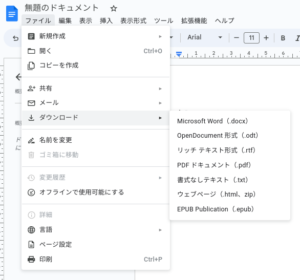 無題のドキュメント
ファイル 編集 表示 挿入 表示形式 ツール 拡張機能 ヘルプ
Arial
11
B
新規作成
開く Ctrl+O
コピーを作成
共有
メール
ダウンロード
Microsoft Word（.docx）
OpenDocument 形式（.odt）
リッチ テキスト形式（.rtf）
PDF ドキュメント（.pdf）
書式なしテキスト（.txt）
ウェブページ（.html、zip）
EPUB Publication（.epub）
名前を変更
ゴミ箱に移動
変更履歴
オフラインで使用可能にする
詳細
言語
ページ設定
印刷 Ctrl+P